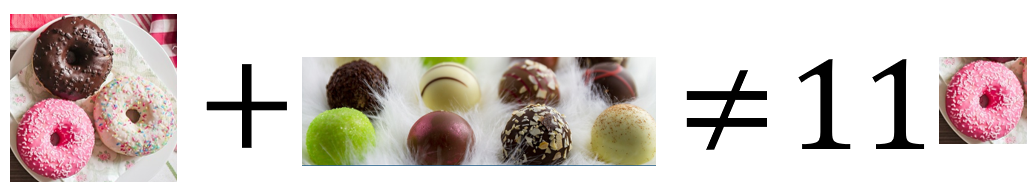 + ≠ 11